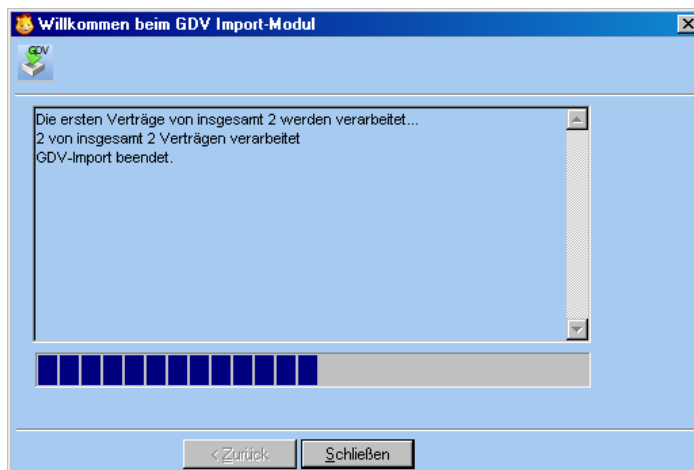 Willkommen beim GDV Import-Modul
GDV
Die ersten Verträge von insgesamt 2 werden verarbeitet...
2 von insgesamt 2 Verträgen verarbeitet
GDV-Import beendet.
< Zurück
Schließen